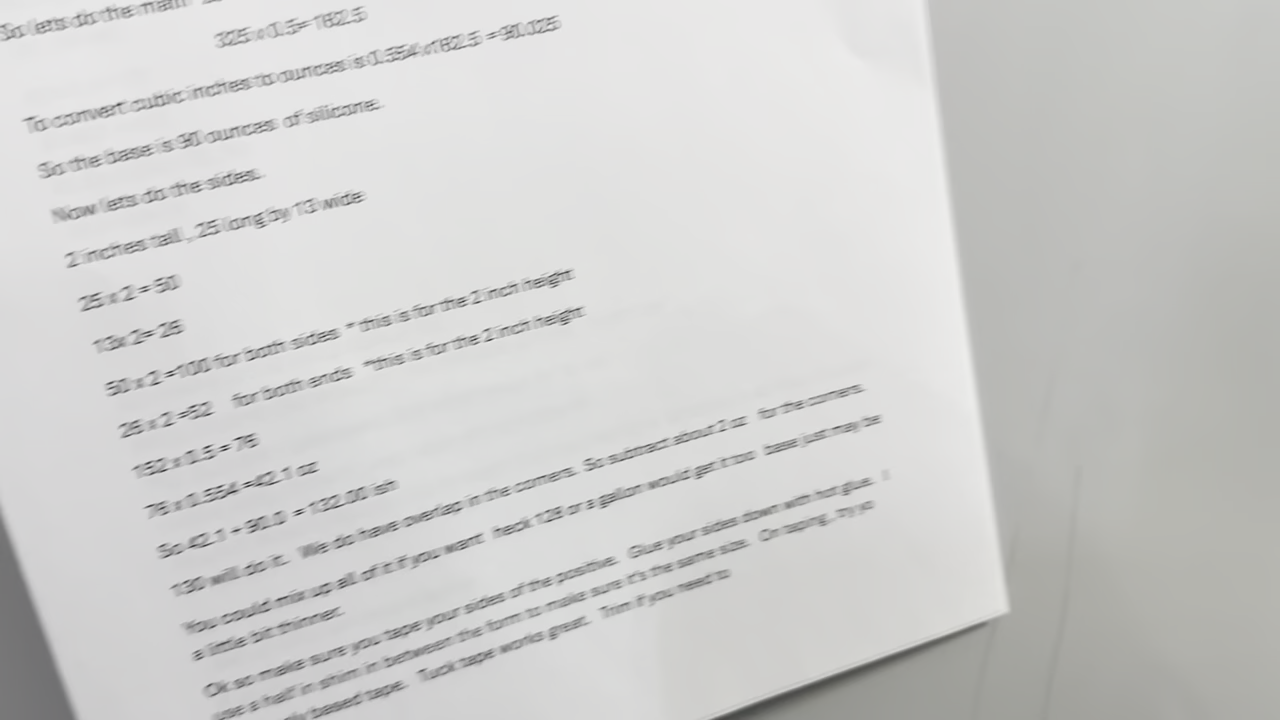 So lets do the math
325 x 0.5= 162.5
To convert cubic inches to ounces is 0.554 x162.5 =90.025
So the base is 90 ounces of silicone.
Now lets do the sides.
2 inches tall , 25 long by 13 wide
25 x 2 = 50
13x 2= 26
50 x 2 =100 for both sides * this is for the 2 inch height
26 x 2 =52 for both ends *this is for the 2 inch height
152 x 0.5 = 76
76 x 0.554 =42.1 oz
So 42.1 + 90.0 = 132.00 ish
130 will do it. We do have overlap in the corners. So subtract about 2 oz for the corners.
You could mix up all of it if you want heck 128 or a gallon would get it too base just may be
a little bit thinner.
Ok so make sure you tape your sides of the positive. Glue your sides down with hot glue. I
use a half in shim in between the form to make sure it's the same size. On taping, try
based tape. Tuck tape works great. Trim if you need to